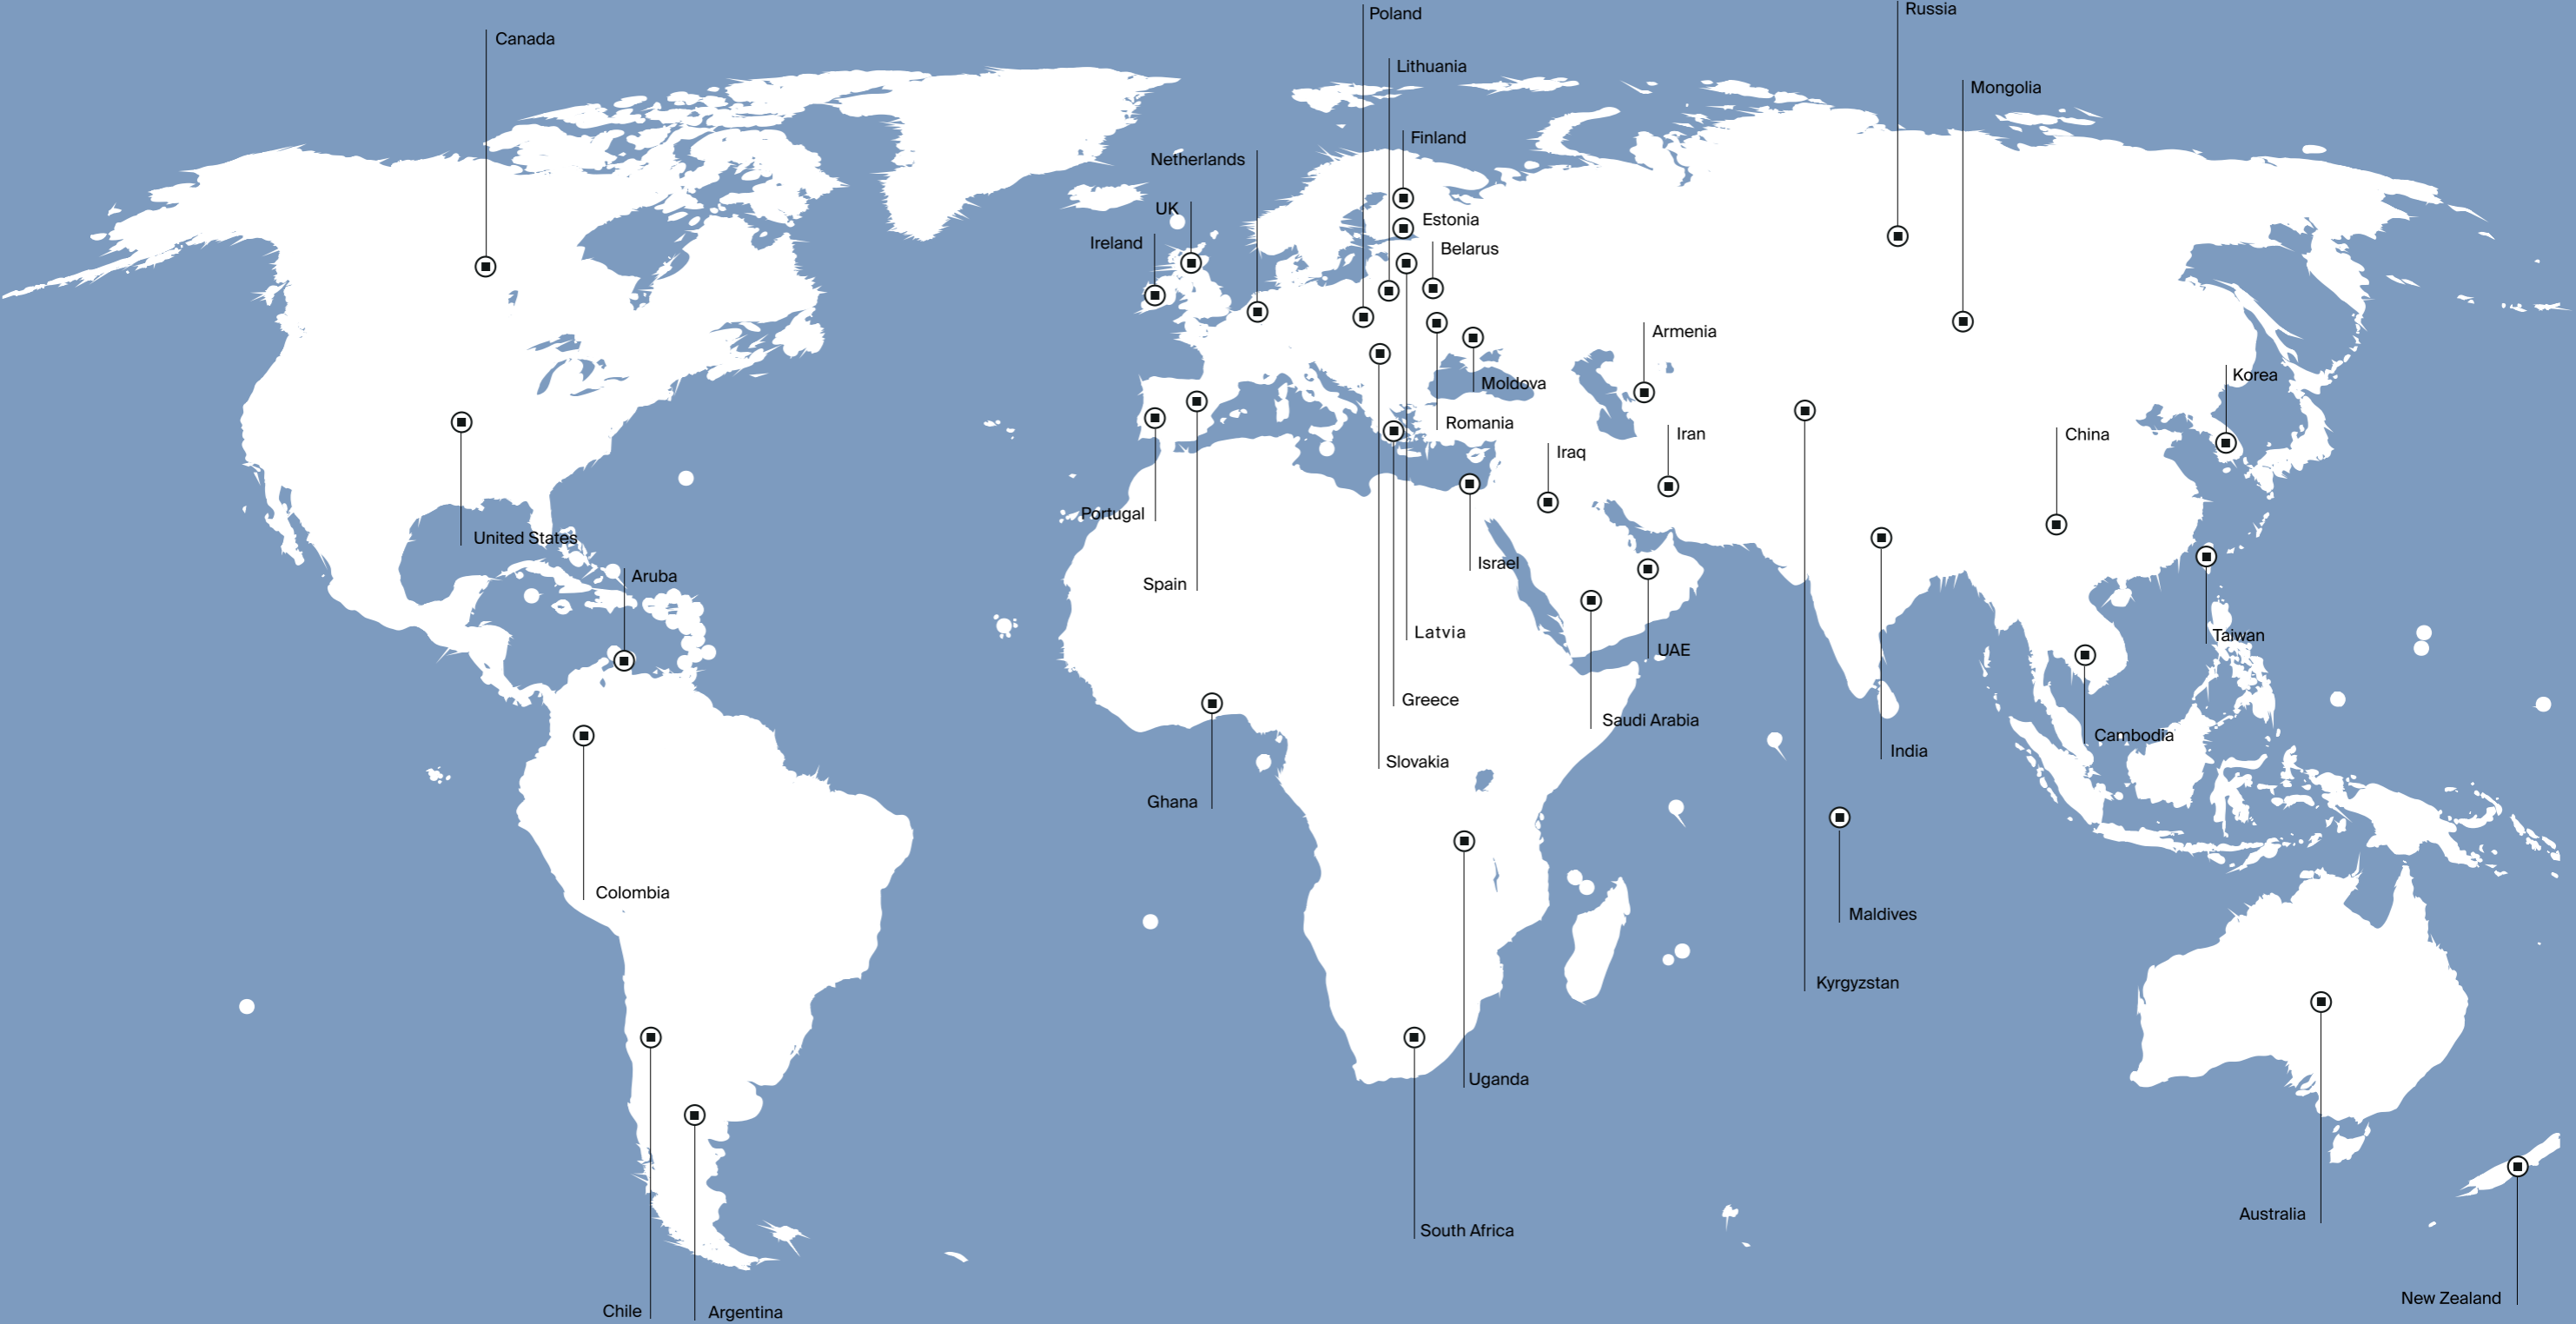 Russia
Poland
Canada
Lithuania
Mongolia
Finland
Netherlands
UK
Estonia
Ireland
Belarus
Armenia
Korea
Moldova
Romania
Iran
China
Iraq
Portugal
United States
Israel
Aruba
Spain
Latvia
Taiwan
UAE
Greece
Saudi Arabia
Cambodia
India
Slovakia
Ghana
Colombia
Maldives
Kyrgyzstan
Uganda
Australia
South Africa
New Zealand
Chile
Argentina